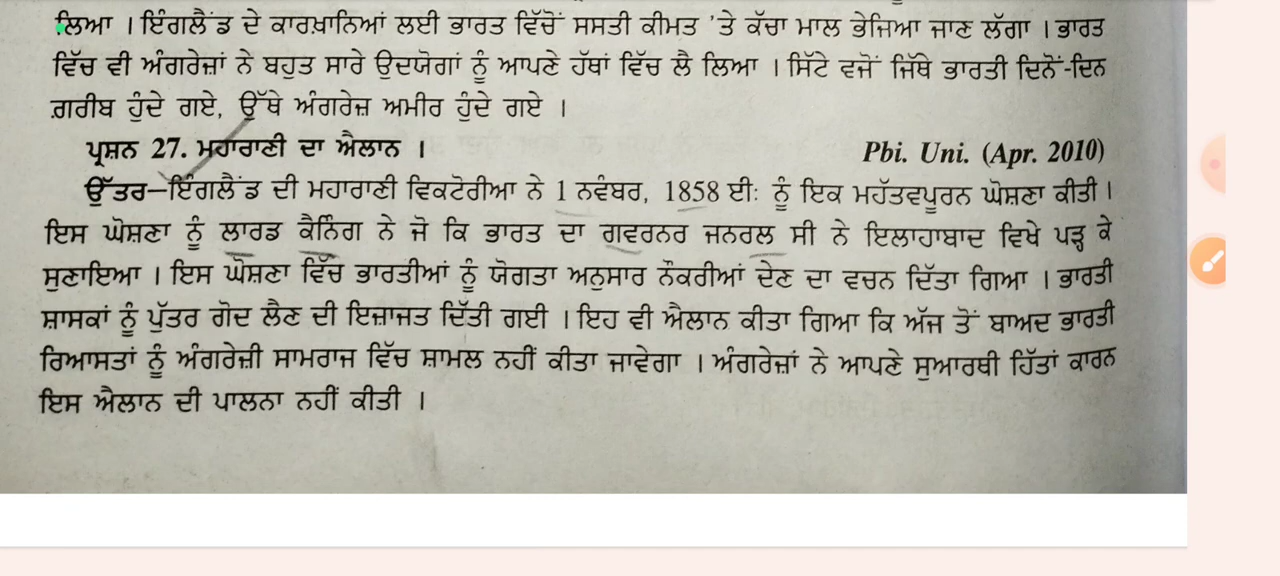 ਲਿਆ । ਇੰਗਲੈਂਡ ਦੇ ਕਾਰਖ਼ਾਨਿਆਂ ਲਈ ਭਾਰਤ ਵਿੱਚੋਂ ਸਸਤੀ ਕੀਮਤ 'ਤੇ ਕੱਚਾ ਮਾਲ ਭੇਜਿਆ ਜਾਣ ਲੱਗਾ । ਭਾਰਤ
ਵਿੱਚ ਵੀ ਅੰਗਰੇਜ਼ਾਂ ਨੇ ਬਹੁਤ ਸਾਰੇ ਉਦਯੋਗਾਂ ਨੂੰ ਆਪਣੇ ਹੱਥਾਂ ਵਿੱਚ ਲੈ ਲਿਆ । ਸਿੱਟੇ ਵਜੋਂ ਜਿੱਥੇ ਭਾਰਤੀ ਦਿਨੋਂ-ਦਿਨ
ਗ਼ਰੀਬ ਹੁੰਦੇ ਗਏ, ਉੱਥੇ ਅੰਗਰੇਜ਼ ਅਮੀਰ ਹੁੰਦੇ ਗਏ ।
ਪ੍ਰਸ਼ਨ 27. ਮਹਾਰਾਣੀ ਦਾ ਐਲਾਨ । Pbi. Uni. (Apr. 2010)
ਉੱਤਰ—ਇੰਗਲੈਂਡ ਦੀ ਮਹਾਰਾਣੀ ਵਿਕਟੋਰੀਆ ਨੇ 1 ਨਵੰਬਰ, 1858 ਈ: ਨੂੰ ਇਕ ਮਹੱਤਵਪੂਰਨ ਘੋਸ਼ਣਾ ਕੀਤੀ ।
ਇਸ ਘੋਸ਼ਣਾ ਨੂੰ ਲਾਰਡ ਕੈਨਿੰਗ ਨੇ ਜੋ ਕਿ ਭਾਰਤ ਦਾ ਗਵਰਨਰ ਜਨਰਲ ਸੀ ਨੇ ਇਲਾਹਾਬਾਦ ਵਿਖੇ ਪੜ੍ਹ ਕੇ
ਸੁਣਾਇਆ । ਇਸ ਘੋਸ਼ਣਾ ਵਿੱਚ ਭਾਰਤੀਆਂ ਨੂੰ ਯੋਗਤਾ ਅਨੁਸਾਰ ਨੌਕਰੀਆਂ ਦੇਣ ਦਾ ਵਚਨ ਦਿੱਤਾ ਗਿਆ । ਭਾਰਤੀ
ਸ਼ਾਸਕਾਂ ਨੂੰ ਪੁੱਤਰ ਗੋਦ ਲੈਣ ਦੀ ਇਜ਼ਾਜਤ ਦਿੱਤੀ ਗਈ । ਇਹ ਵੀ ਐਲਾਨ ਕੀਤਾ ਗਿਆ ਕਿ ਅੱਜ ਤੋਂ ਬਾਅਦ ਭਾਰਤੀ
ਰਿਆਸਤਾਂ ਨੂੰ ਅੰਗਰੇਜ਼ੀ ਸਾਮਰਾਜ ਵਿੱਚ ਸ਼ਾਮਲ ਨਹੀਂ ਕੀਤਾ ਜਾਵੇਗਾ । ਅੰਗਰੇਜ਼ਾਂ ਨੇ ਆਪਣੇ ਸੁਆਰਥੀ ਹਿੱਤਾਂ ਕਾਰਨ
ਇਸ ਐਲਾਨ ਦੀ ਪਾਲਨਾ ਨਹੀਂ ਕੀਤੀ ।